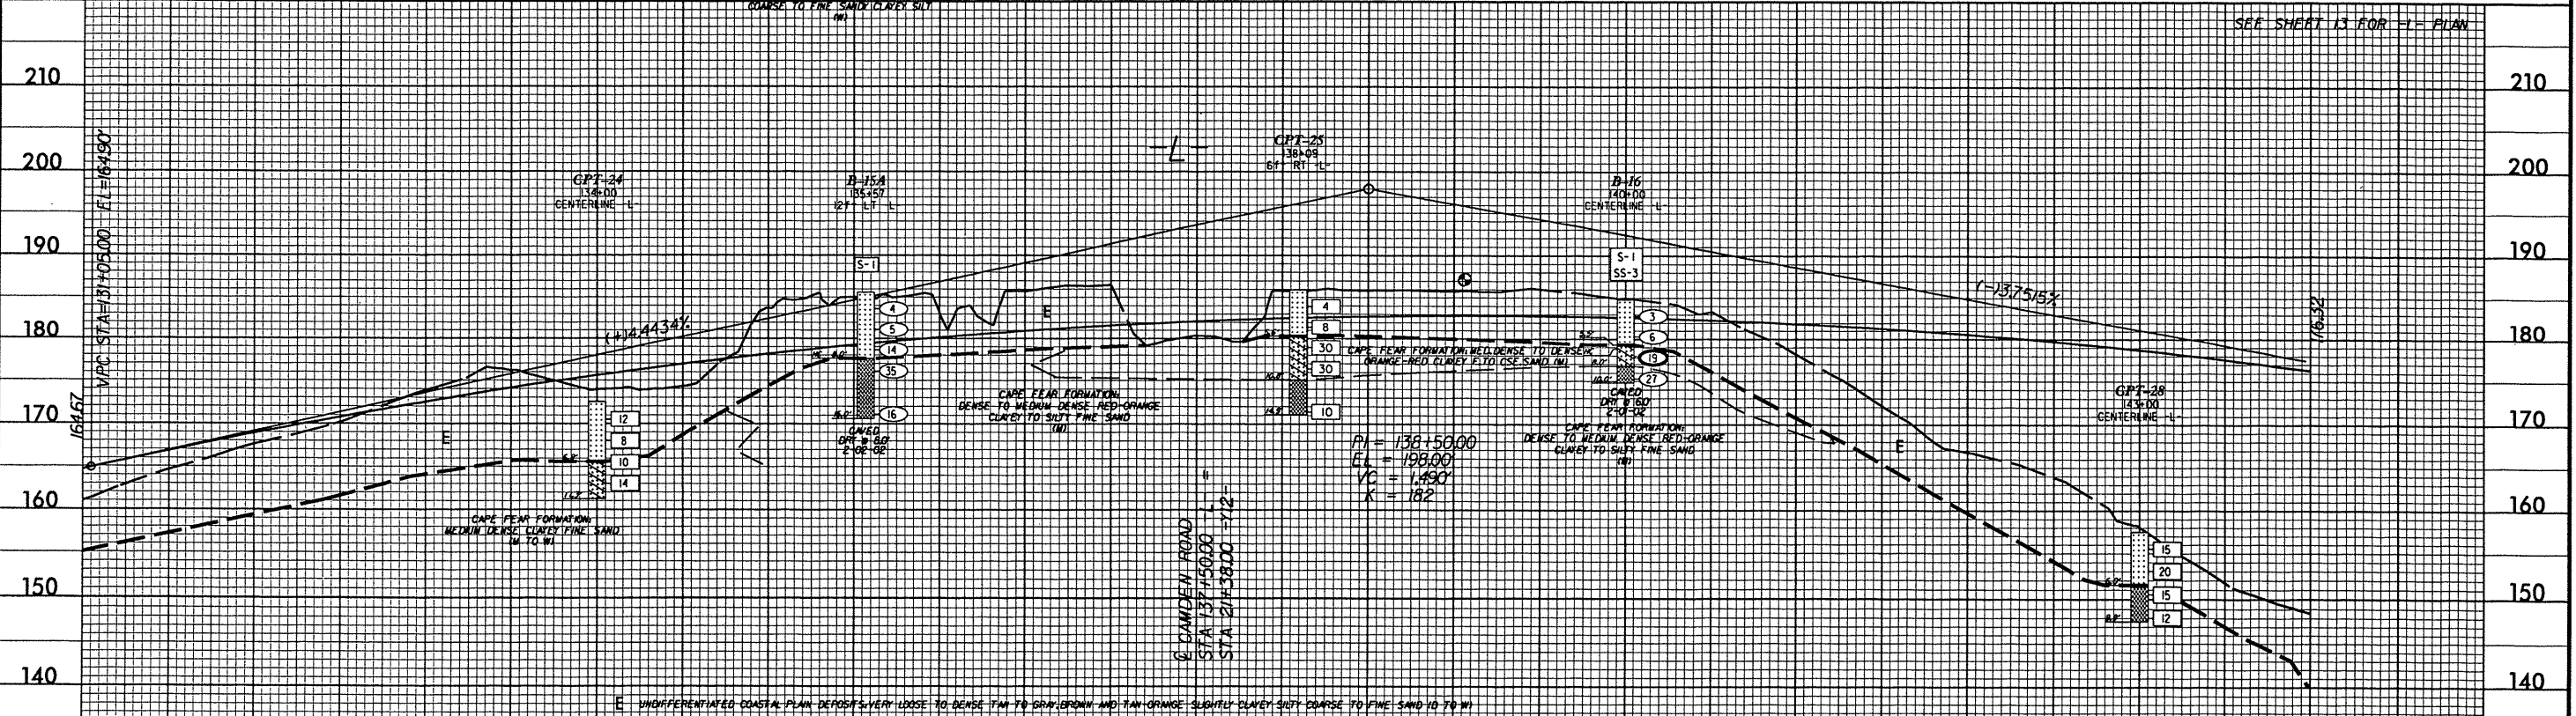 COARSE TO FINE SANDY CLAYEY SILT
(W)
SEE SHEET 13 FOR -L- PLAN
210
210
200
200
190
190
180
180
170
170
160
160
150
150
140
140
VPC STA=131+05.00 EL=164.90'
164.67
(+)4.4434%
CPT-24
134+00
CENTERLINE -L-
12
8
10
14
CAPE FEAR FORMATION:
MEDIUM DENSE CLAYEY FINE SAND
(M TO W)
E
B-15A
135+57
12ft LT -L-
S-1
4
5
14
35
16
CAVED
DRY @ 6.0'
2-02-02
E
CAPE FEAR FORMATION:
DENSE TO MEDIUM DENSE RED-ORANGE
CLAYEY TO SILTY FINE SAND
(M)
-L-
CPT-25
138+09
6ft RT -L-
4
8
30
30
10
CAPE FEAR FORMATION: MED. DENSE TO DENSE
ORANGE-RED CLAYEY F. TO CSE. SAND (M)
PI = 138+50.00
EL = 198.00'
VC = 1,490'
K = 182
℄ CAMDEN ROAD
STA 137+50.00 -L- =
STA 21+38.00 -Y12-
B-16
140+00
CENTERLINE -L-
S-1
SS-3
3
6
19
27
10.0'
CAVED
DRY @ 6.0'
2-01-02
CAPE FEAR FORMATION:
DENSE TO MEDIUM DENSE RED-ORANGE
CLAYEY TO SILTY FINE SAND
(M)
E
(-)3.7515%
176.32
CPT-28
143+00
CENTERLINE -L-
15
20
15
12
E UNDIFFERENTIATED COASTAL PLAIN DEPOSITS: VERY LOOSE TO DENSE TAN TO GRAY, BROWN AND TAN-ORANGE SLIGHTLY CLAYEY SILTY COARSE TO FINE SAND (D TO W)